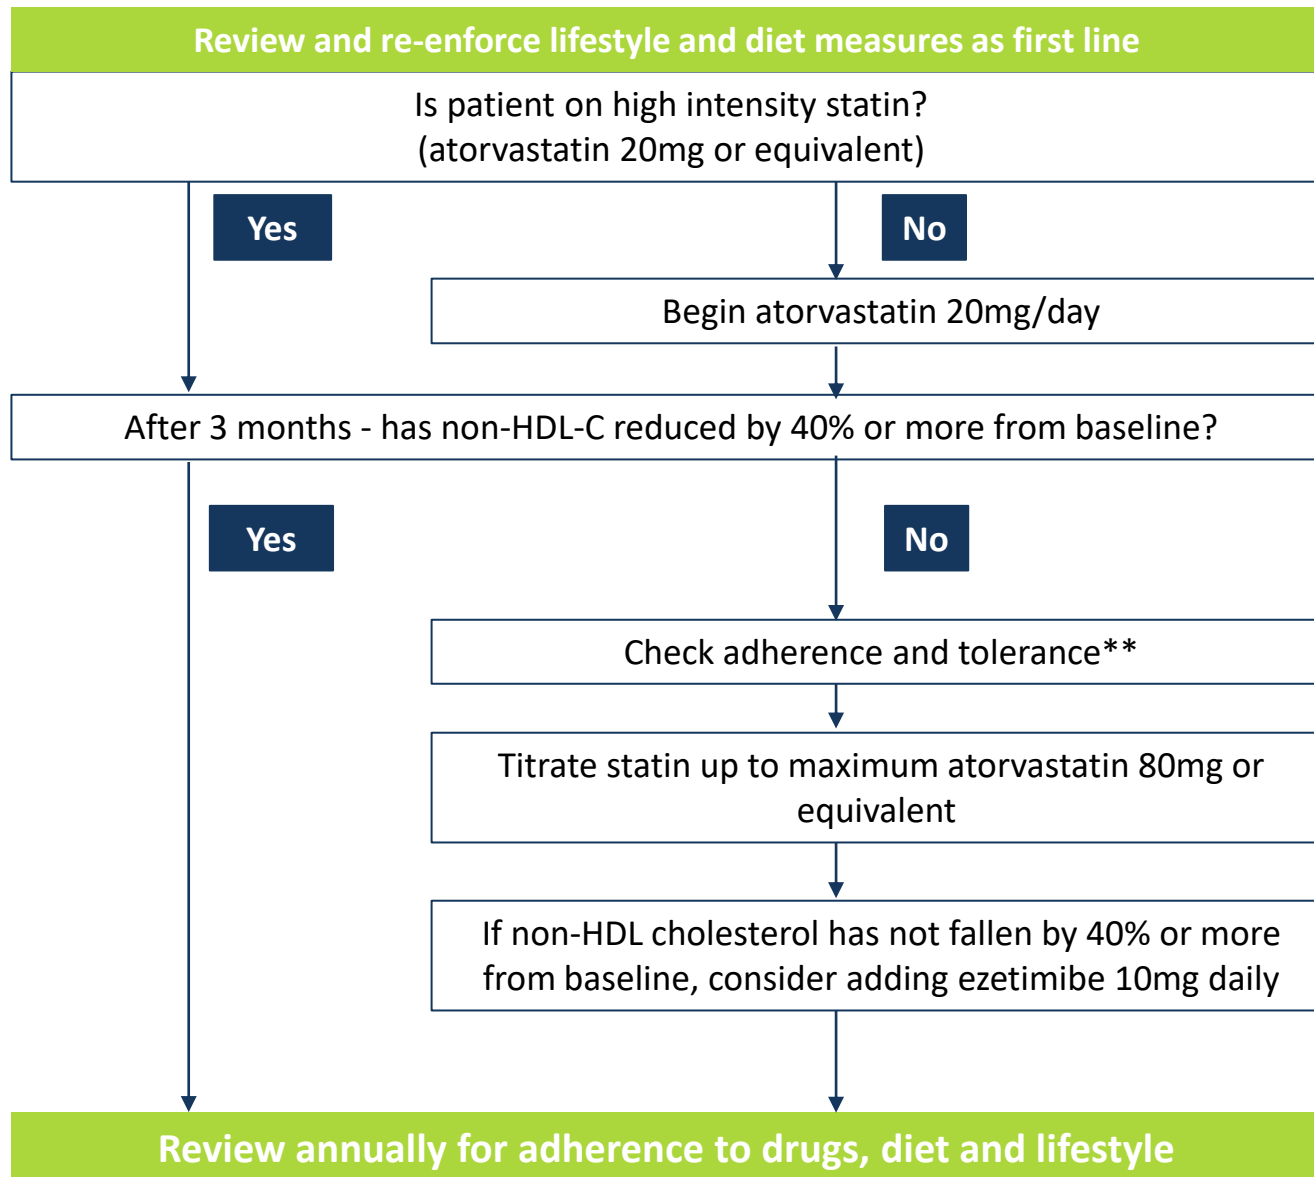 Review and re-enforce lifestyle and diet measures as first line
Is patient on high intensity statin?
(atorvastatin 20mg or equivalent)
Yes
No
Begin atorvastatin 20mg/day
After 3 months - has non-HDL-C reduced by 40% or more from baseline?
Yes
No
Check adherence and tolerance**
Titrate statin up to maximum atorvastatin 80mg or
equivalent
If non-HDL cholesterol has not fallen by 40% or more
from baseline, consider adding ezetimibe 10mg daily
Review annually for adherence to drugs, diet and lifestyle